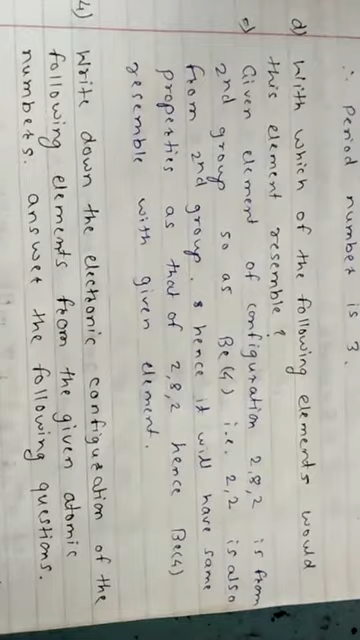 ∴ Period number is 3.
d) With which of the following elements would
this element resemble?
→) Given element of configuration 2,8,2 is from
2nd group so as Be(4) i.e. 2,2 is also
from 2nd group. & hence it will have same
properties as that of 2,8,2 hence Be(4)
resemble with given element.
4) Write down the electronic configuration of the
following elements from the given atomic
numbers. answer the following questions.